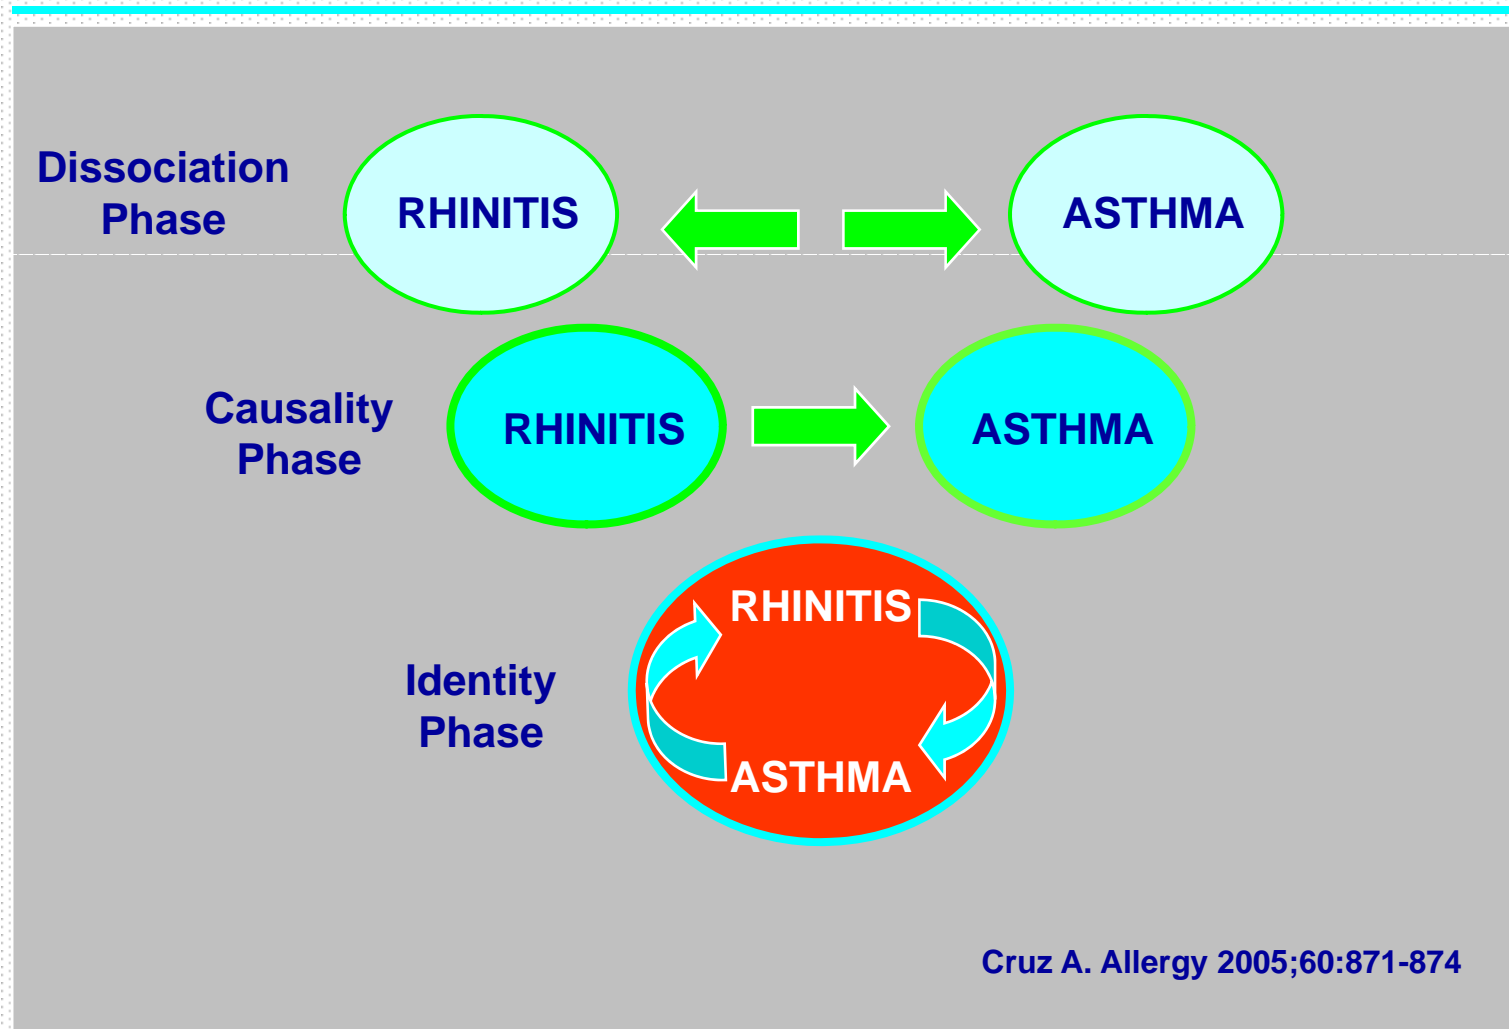 Dissociation
Phase
RHINITIS
ASTHMA
Causality
Phase
RHINITIS
ASTHMA
Identity
Phase
RHINITIS
ASTHMA
Cruz A. Allergy 2005;60:871-874